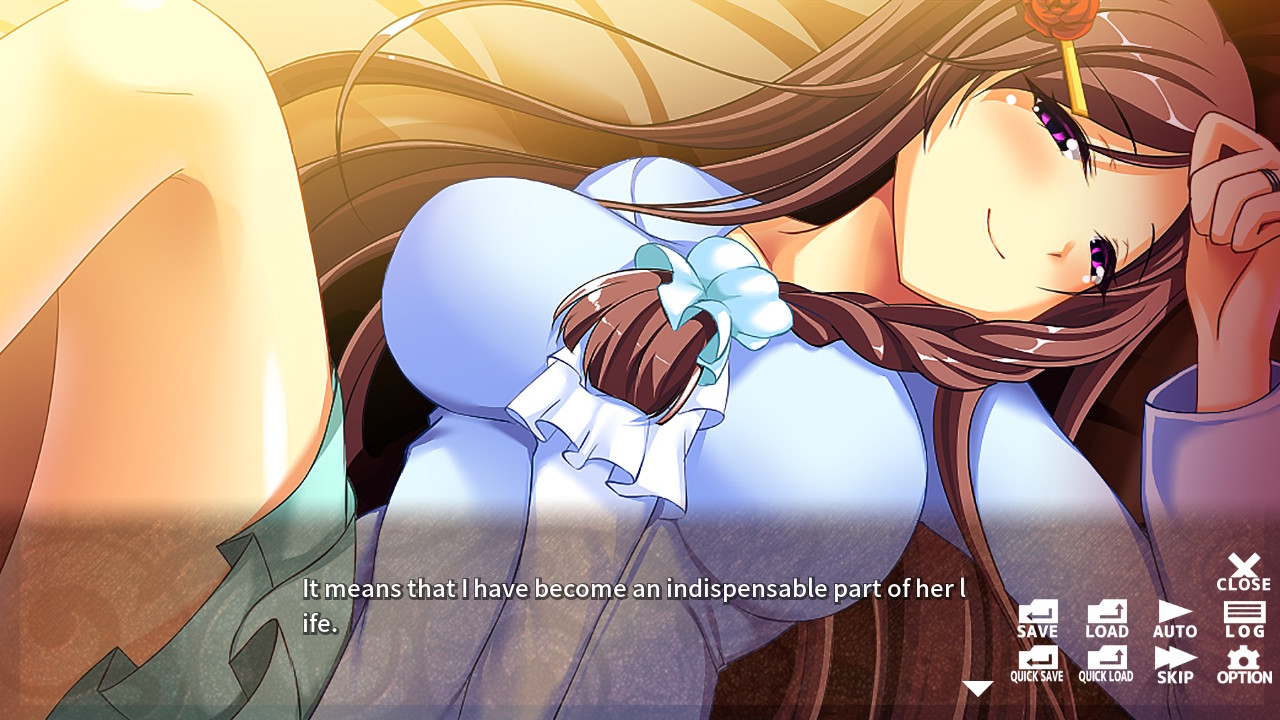 It means that I have become an indispensable part of her l
ife.
CLOSE
SAVE
LOAD
AUTO
LOG
QUICK SAVE
QUICK LOAD
SKIP
OPTION